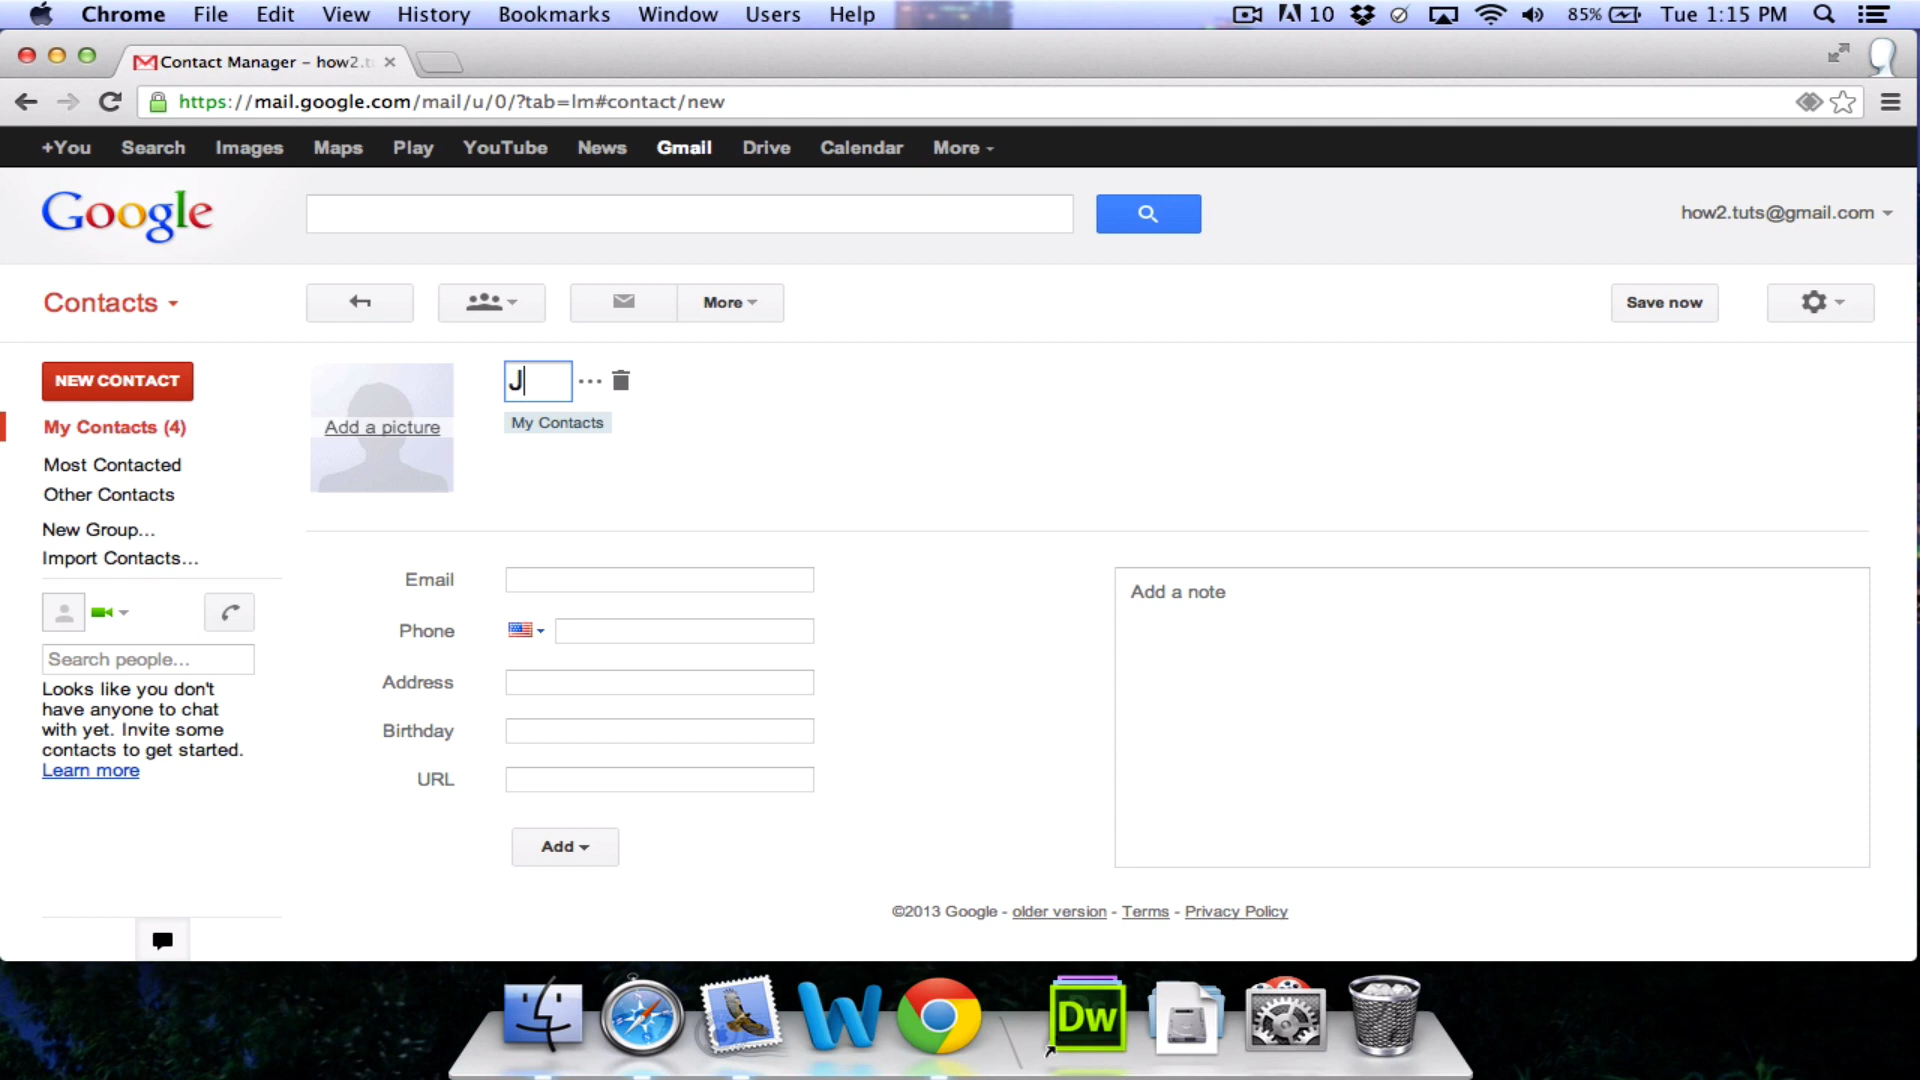 Chrome File Edit View History Bookmarks Window Users Help 10 85% Tue 1:15 PM
Contact Manager – how2.t
https://mail.google.com/mail/u/0/?tab=lm#contact/new
+You Search Images Maps Play YouTube News Gmail Drive Calendar More
Google how2.tuts@gmail.com
Contacts More Save now
NEW CONTACT J
My Contacts (4) Add a picture My Contacts
Most Contacted
Other Contacts
New Group...
Import Contacts...
Search people...
Looks like you don't
have anyone to chat
with yet. Invite some
contacts to get started.
Learn more
Email
Phone
Address
Birthday
URL
Add
Add a note
©2013 Google - older version - Terms - Privacy Policy
W Dw